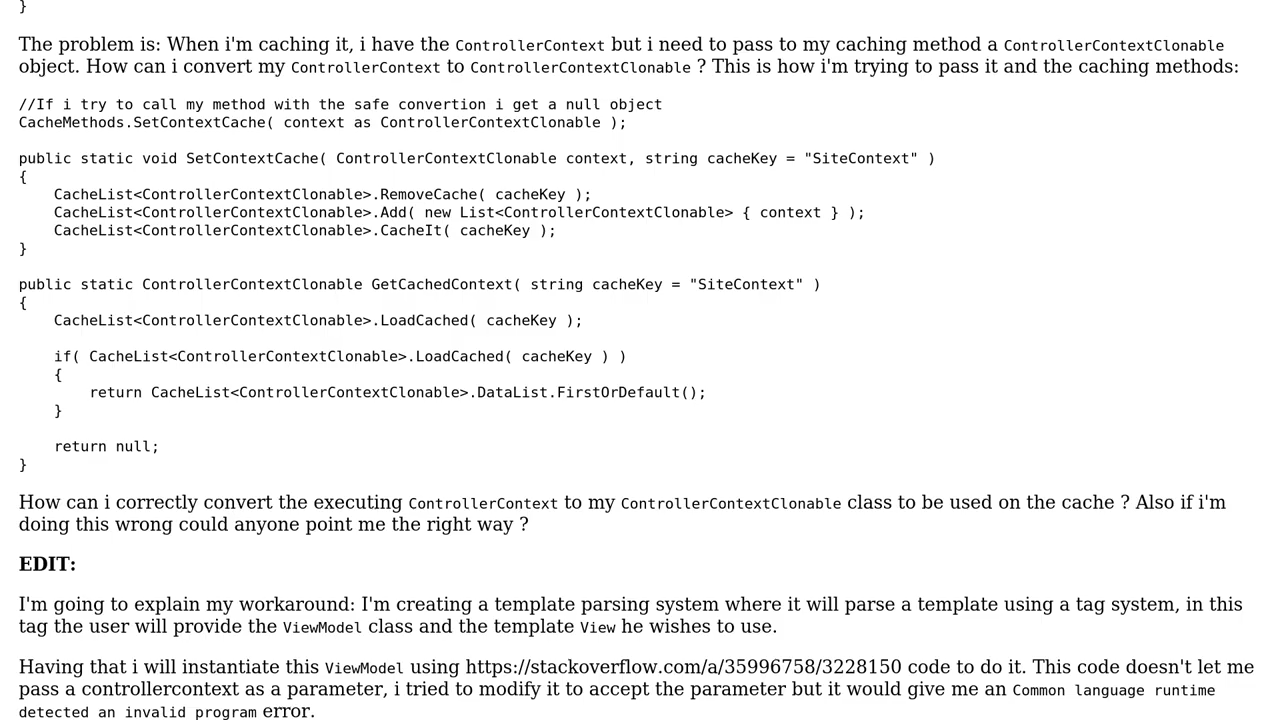 }
The problem is: When i'm caching it, i have the ControllerContext but i need to pass to my caching method a ControllerContextClonable
object. How can i convert my ControllerContext to ControllerContextClonable ? This is how i'm trying to pass it and the caching methods:
//If i try to call my method with the safe convertion i get a null object
CacheMethods.SetContextCache( context as ControllerContextClonable );
public static void SetContextCache( ControllerContextClonable context, string cacheKey = "SiteContext" )
{
    CacheList<ControllerContextClonable>.RemoveCache( cacheKey );
    CacheList<ControllerContextClonable>.Add( new List<ControllerContextClonable> { context } );
    CacheList<ControllerContextClonable>.CacheIt( cacheKey );
}
public static ControllerContextClonable GetCachedContext( string cacheKey = "SiteContext" )
{
    CacheList<ControllerContextClonable>.LoadCached( cacheKey );
    if( CacheList<ControllerContextClonable>.LoadCached( cacheKey ) )
    {
        return CacheList<ControllerContextClonable>.DataList.FirstOrDefault();
    }
    return null;
}
How can i correctly convert the executing ControllerContext to my ControllerContextClonable class to be used on the cache ? Also if i'm
doing this wrong could anyone point me the right way ?
EDIT:
I'm going to explain my workaround: I'm creating a template parsing system where it will parse a template using a tag system, in this
tag the user will provide the ViewModel class and the template View he wishes to use.
Having that i will instantiate this ViewModel using https://stackoverflow.com/a/35996758/3228150 code to do it. This code doesn't let me
pass a controllercontext as a parameter, i tried to modify it to accept the parameter but it would give me an Common language runtime
detected an invalid program error.